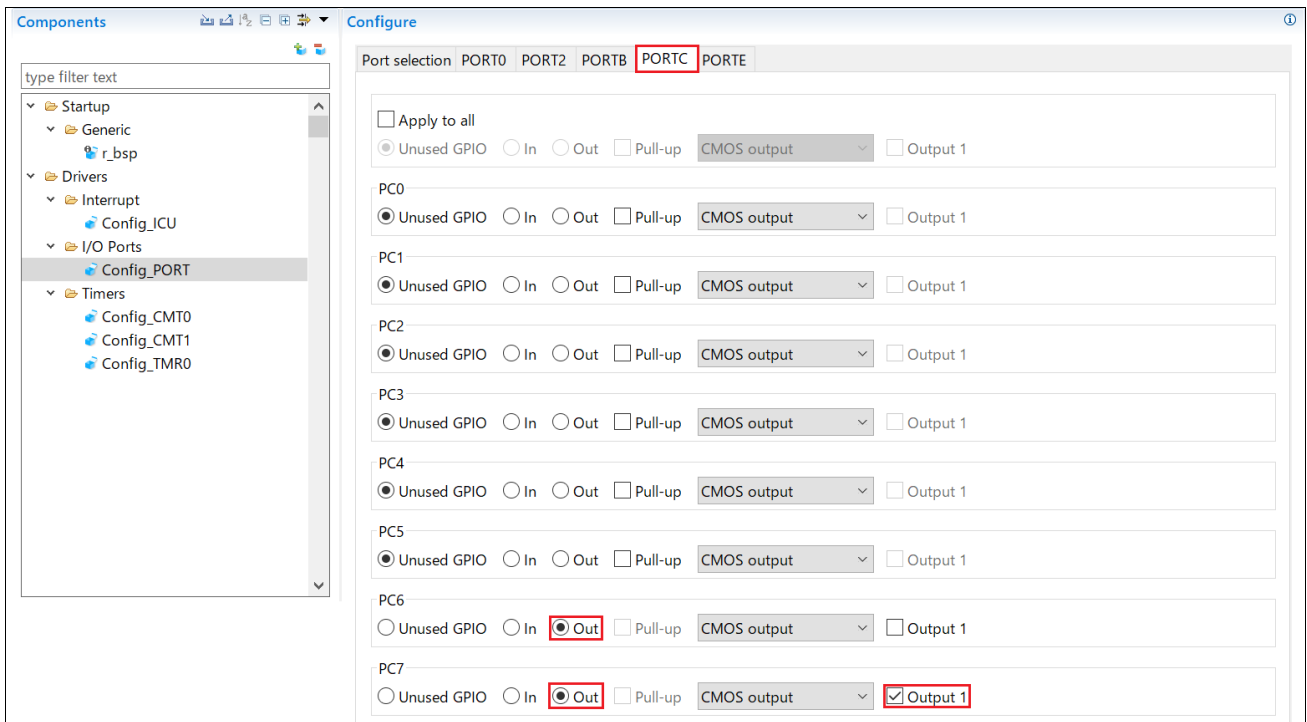 Components
type filter text
Startup
Generic
r_bsp
Drivers
Interrupt
Config_ICU
I/O Ports
Config_PORT
Timers
Config_CMT0
Config_CMT1
Config_TMR0
Configure
Port selection PORT0 PORT2 PORTB PORTC PORTE
Apply to all
Unused GPIO In Out Pull-up CMOS output Output 1
PC0
Unused GPIO In Out Pull-up CMOS output Output 1
PC1
Unused GPIO In Out Pull-up CMOS output Output 1
PC2
Unused GPIO In Out Pull-up CMOS output Output 1
PC3
Unused GPIO In Out Pull-up CMOS output Output 1
PC4
Unused GPIO In Out Pull-up CMOS output Output 1
PC5
Unused GPIO In Out Pull-up CMOS output Output 1
PC6
Unused GPIO In Out Pull-up CMOS output Output 1
PC7
Unused GPIO In Out Pull-up CMOS output Output 1